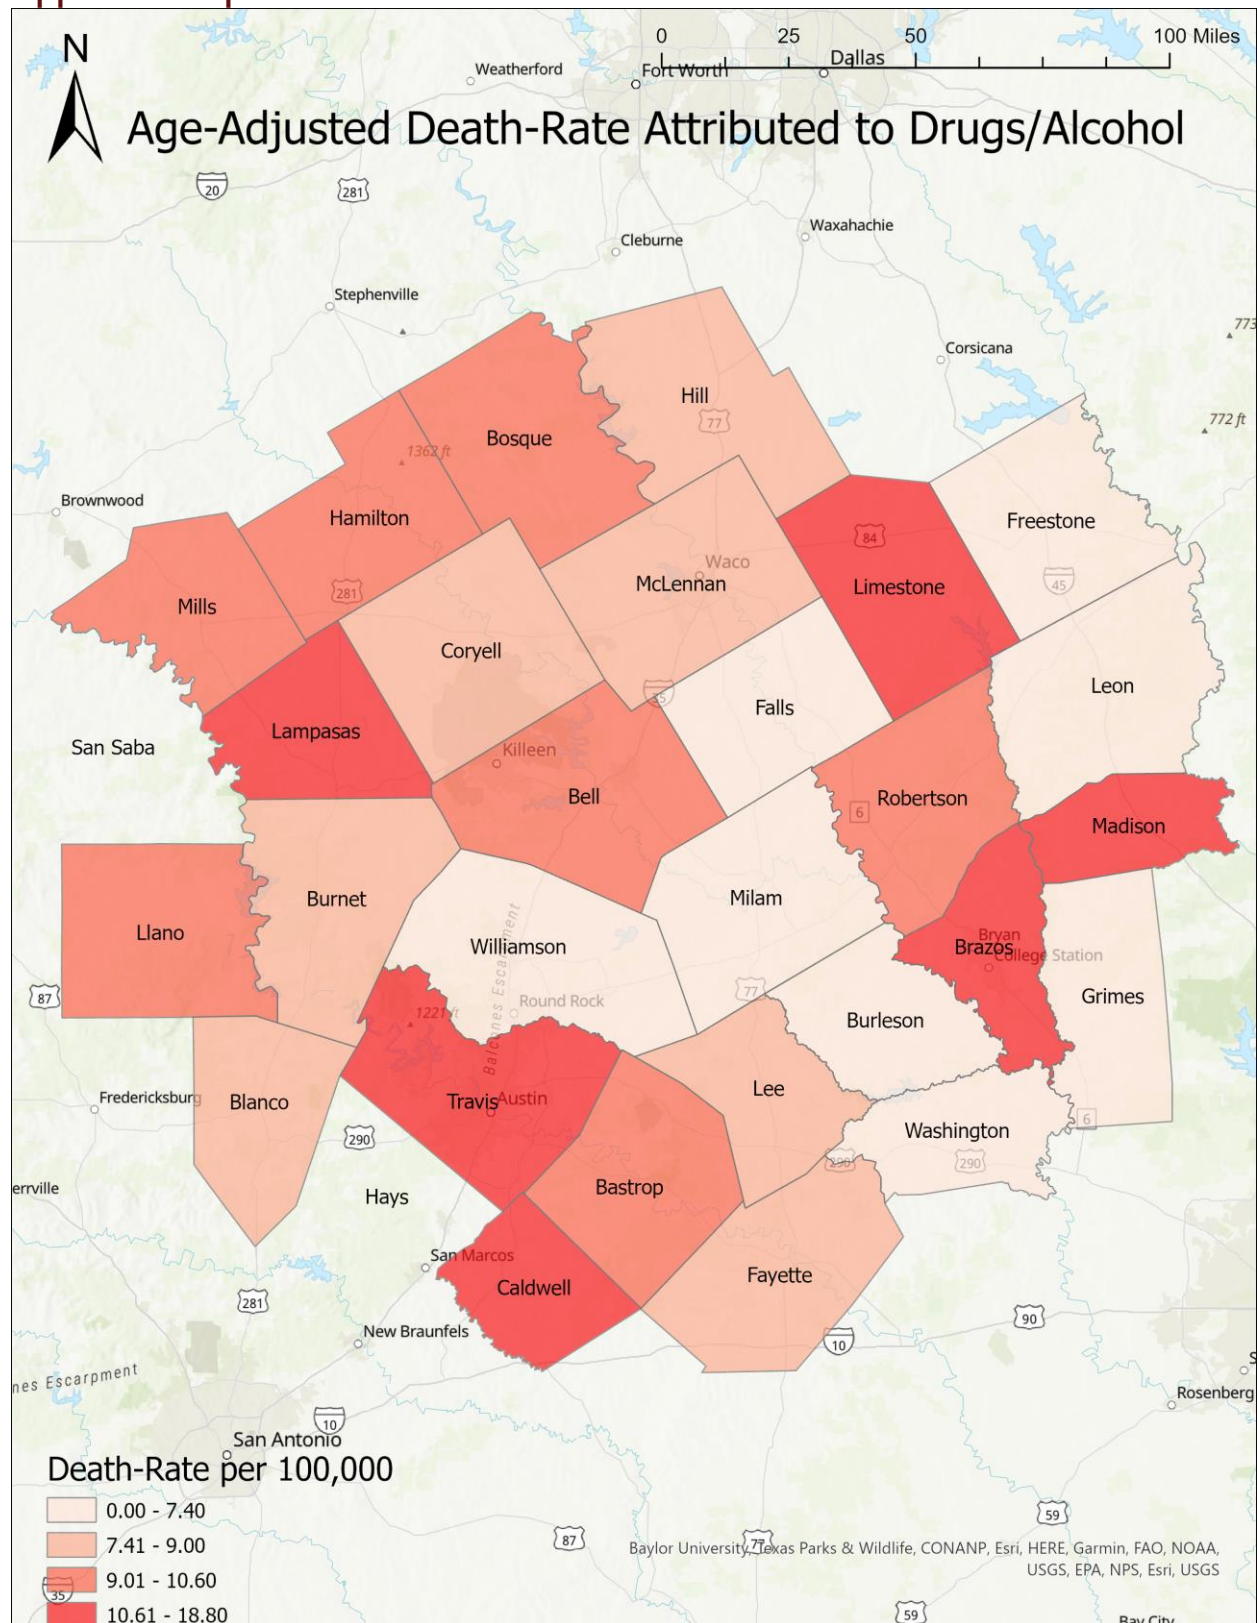 0 25 50 100 Miles
N
Dallas
Weatherford
Fort Worth
Age-Adjusted Death-Rate Attributed to Drugs/Alcohol
20
281
Waxahachie
Cleburne
Stephenville
773
Corsicana
Hill
77
772 ft
Bosque
1362 ft
Brownwood
Hamilton
Freestone
84
Waco
McLennan
Limestone
45
281
Mills
Coryell
Leon
35
Falls
Lampasas
San Saba
Killeen
Bell
Robertson
6
Madison
Burnet
Milam
Llano
Williamson
Bryan
Brazos
College Station
77
Grimes
87
Round Rock
1221 ft
Balcones Escarpment
Burleson
Lee
Fredericksburg
Blanco
Travis
Austin
6
Washington
290
290
290
errville
Hays
Bastrop
San Marcos
Fayette
Caldwell
281
90
New Braunfels
10
nes Escarpment
S
Rosenberg
10
San Antonio
Death-Rate per 100,000
0.00 - 7.40
7.41 - 9.00
9.01 - 10.60
10.61 - 18.80
35
59
87
77
Baylor University, Texas Parks & Wildlife, CONANP, Esri, HERE, Garmin, FAO, NOAA,
USGS, EPA, NPS, Esri, USGS
59
Bay City